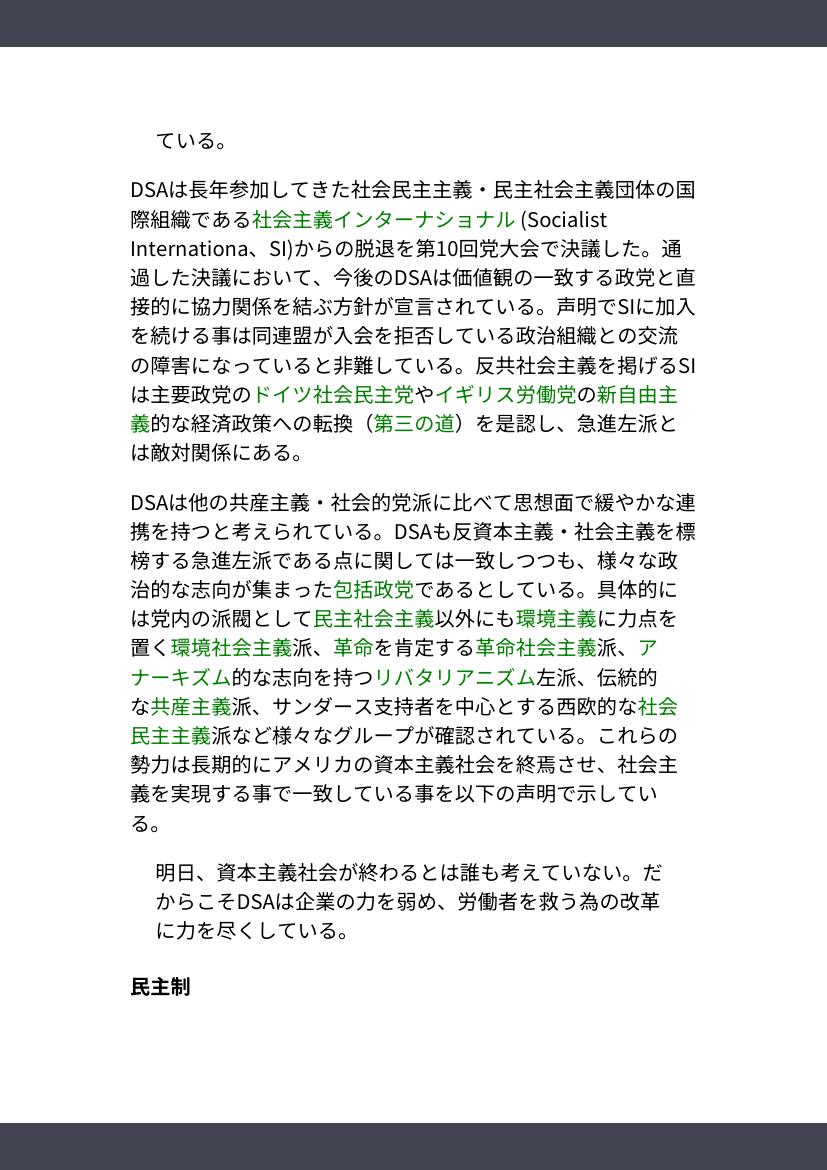 ている。
DSAは長年参加してきた社会民主主義・民主社会主義団体の国
際組織である社会主義インターナショナル (Socialist
Internationa、SI)からの脱退を第10回党大会で決議した。通
過した決議において、今後のDSAは価値観の一致する政党と直
接的に協力関係を結ぶ方針が宣言されている。声明でSIに加入
を続ける事は同連盟が入会を拒否している政治組織との交流
の障害になっていると非難している。反共社会主義を掲げるSI
は主要政党のドイツ社会民主党やイギリス労働党の新自由主
義的な経済政策への転換（第三の道）を是認し、急進左派と
は敵対関係にある。
DSAは他の共産主義・社会的党派に比べて思想面で緩やかな連
携を持つと考えられている。DSAも反資本主義・社会主義を標
榜する急進左派である点に関しては一致しつつも、様々な政
治的な志向が集まった包括政党であるとしている。具体的に
は党内の派閥として民主社会主義以外にも環境主義に力点を
置く環境社会主義派、革命を肯定する革命社会主義派、ア
ナーキズム的な志向を持つリバタリアニズム左派、伝統的
な共産主義派、サンダース支持者を中心とする西欧的な社会
民主主義派など様々なグループが確認されている。これらの
勢力は長期的にアメリカの資本主義社会を終焉させ、社会主
義を実現する事で一致している事を以下の声明で示してい
る。
明日、資本主義社会が終わるとは誰も考えていない。だ
からこそDSAは企業の力を弱め、労働者を救う為の改革
に力を尽くしている。
民主制